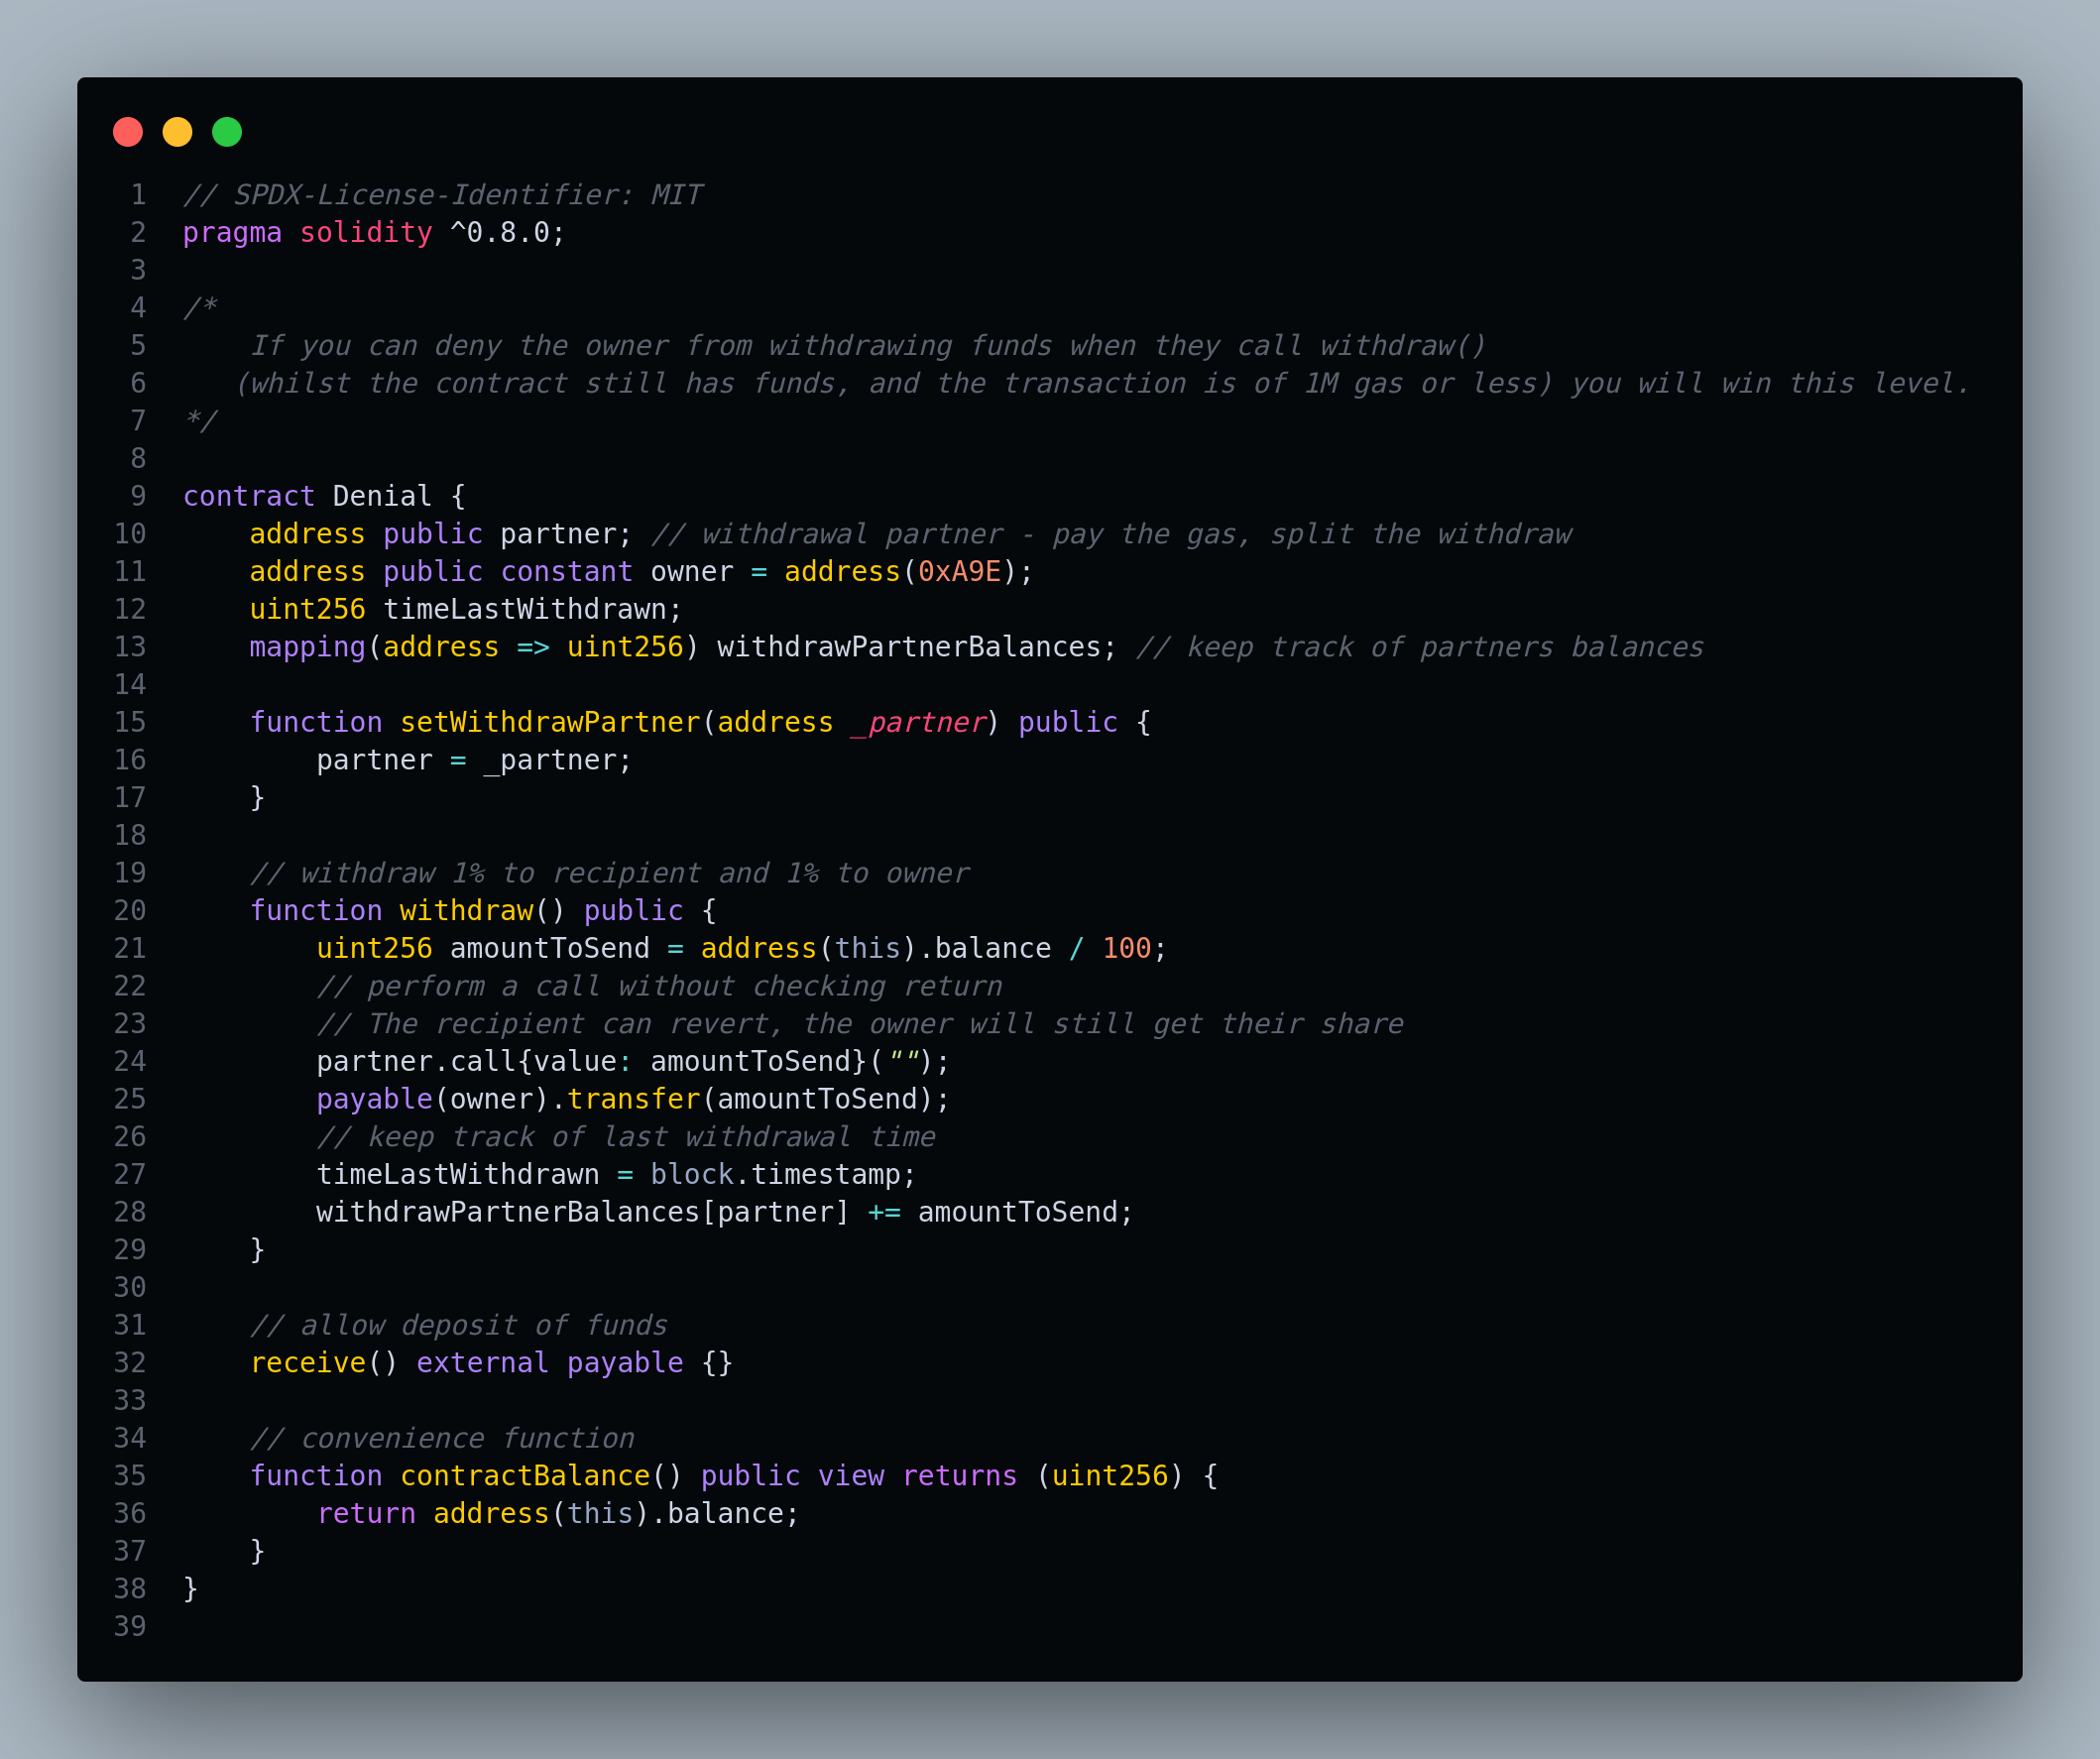 1 // SPDX-License-Identifier: MIT
2 pragma solidity ^0.8.0;
3
4 /*
5     If you can deny the owner from withdrawing funds when they call withdraw()
6    (whilst the contract still has funds, and the transaction is of 1M gas or less) you will win this level.
7 */
8
9 contract Denial {
10     address public partner; // withdrawal partner - pay the gas, split the withdraw
11     address public constant owner = address(0xA9E);
12     uint256 timeLastWithdrawn;
13     mapping(address => uint256) withdrawPartnerBalances; // keep track of partners balances
14
15     function setWithdrawPartner(address _partner) public {
16         partner = _partner;
17     }
18
19     // withdraw 1% to recipient and 1% to owner
20     function withdraw() public {
21         uint256 amountToSend = address(this).balance / 100;
22         // perform a call without checking return
23         // The recipient can revert, the owner will still get their share
24         partner.call{value: amountToSend}("");
25         payable(owner).transfer(amountToSend);
26         // keep track of last withdrawal time
27         timeLastWithdrawn = block.timestamp;
28         withdrawPartnerBalances[partner] += amountToSend;
29     }
30
31     // allow deposit of funds
32     receive() external payable {}
33
34     // convenience function
35     function contractBalance() public view returns (uint256) {
36         return address(this).balance;
37     }
38 }
39